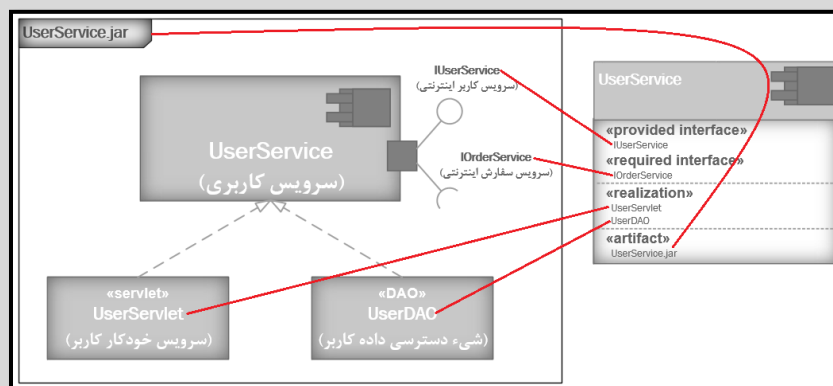 UserService.jar
IUserService
(سرویس کاربر اینترنتی)
UserService
(سرویس کاربری)
IOrderService
(سرویس سفارش اینترنتی)
«servlet»
UserServlet
(سرویس خودکار کاربر)
«DAO»
UserDAO
(شیء دسترسی داده کاربر)
UserService
«provided interface»
IUserService
«required interface»
IOrderService
«realization»
UserServlet
UserDAO
«artifact»
UserService.jar